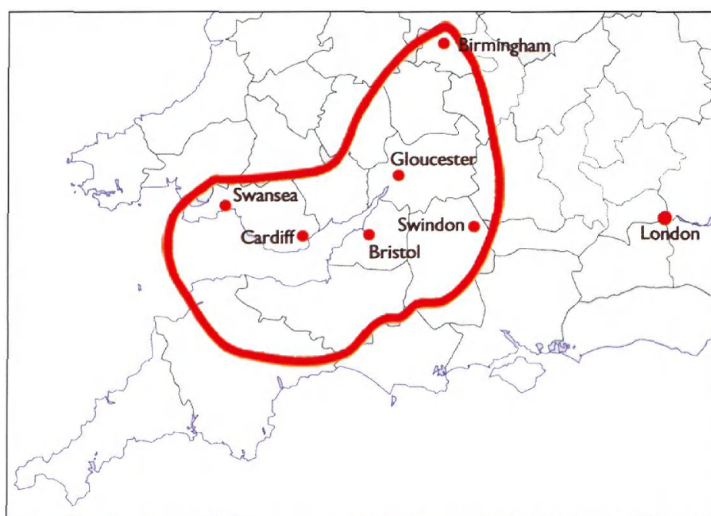 Birmingham
Gloucester
Swansea
Cardiff
Bristol
Swindon
London